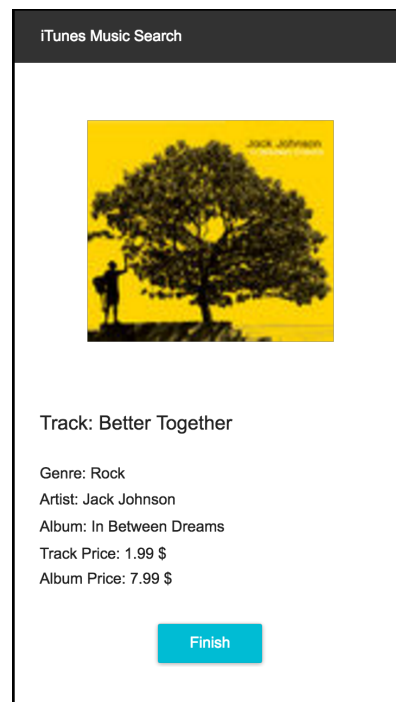 iTunes Music Search
Jack Johnson
In Between Dreams
Track: Better Together
Genre: Rock
Artist: Jack Johnson
Album: In Between Dreams
Track Price: 1.99 $
Album Price: 7.99 $
Finish